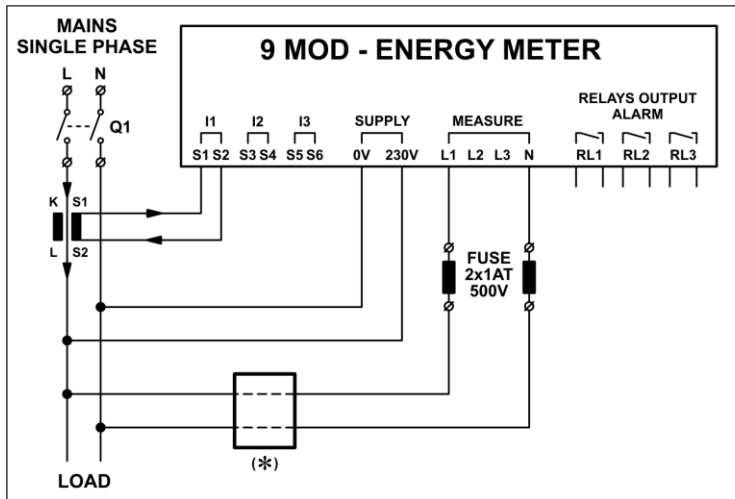 MAINS
SINGLE PHASE
L N
Q1
9 MOD - ENERGY METER
I1 I2 I3 SUPPLY MEASURE
RELAYS OUTPUT
ALARM
S1 S2 S3 S4 S5 S6 0V 230V L1 L2 L3 N RL1 RL2 RL3
K S1
L S2
FUSE
2x1AT
500V
(*)
LOAD